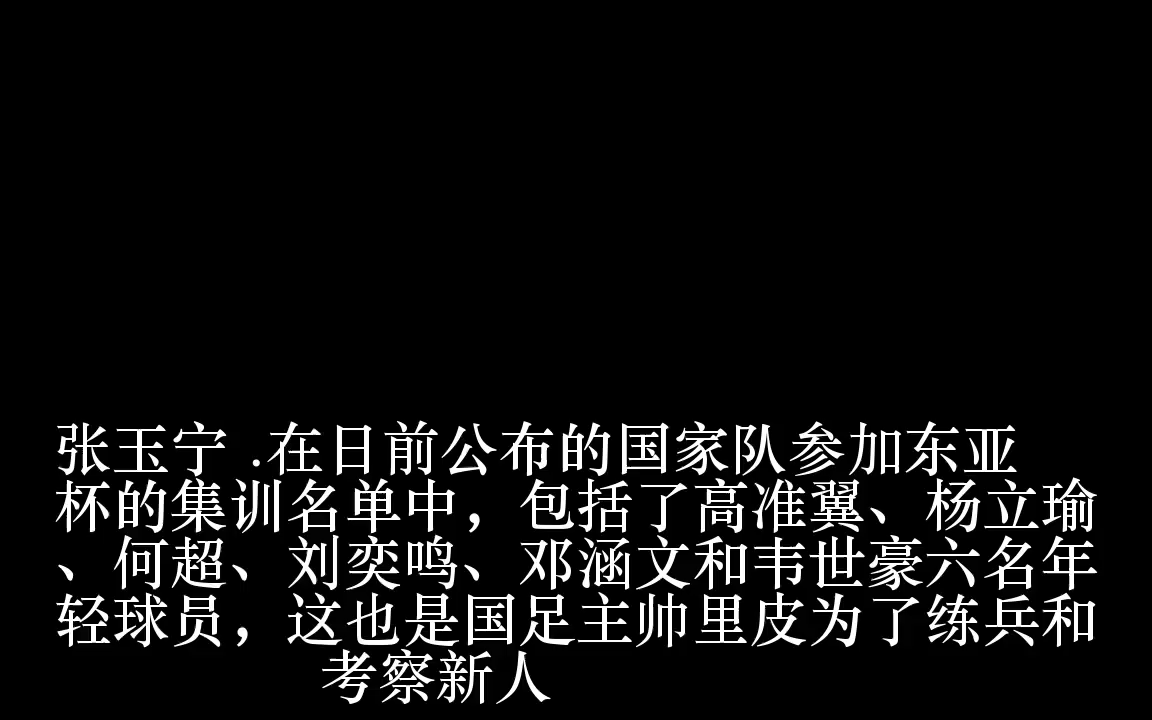 张玉宁 .在日前公布的国家队参加东亚
杯的集训名单中，包括了高准翼、杨立瑜
、何超、刘奕鸣、邓涵文和韦世豪六名年
轻球员，这也是国足主帅里皮为了练兵和
考察新人